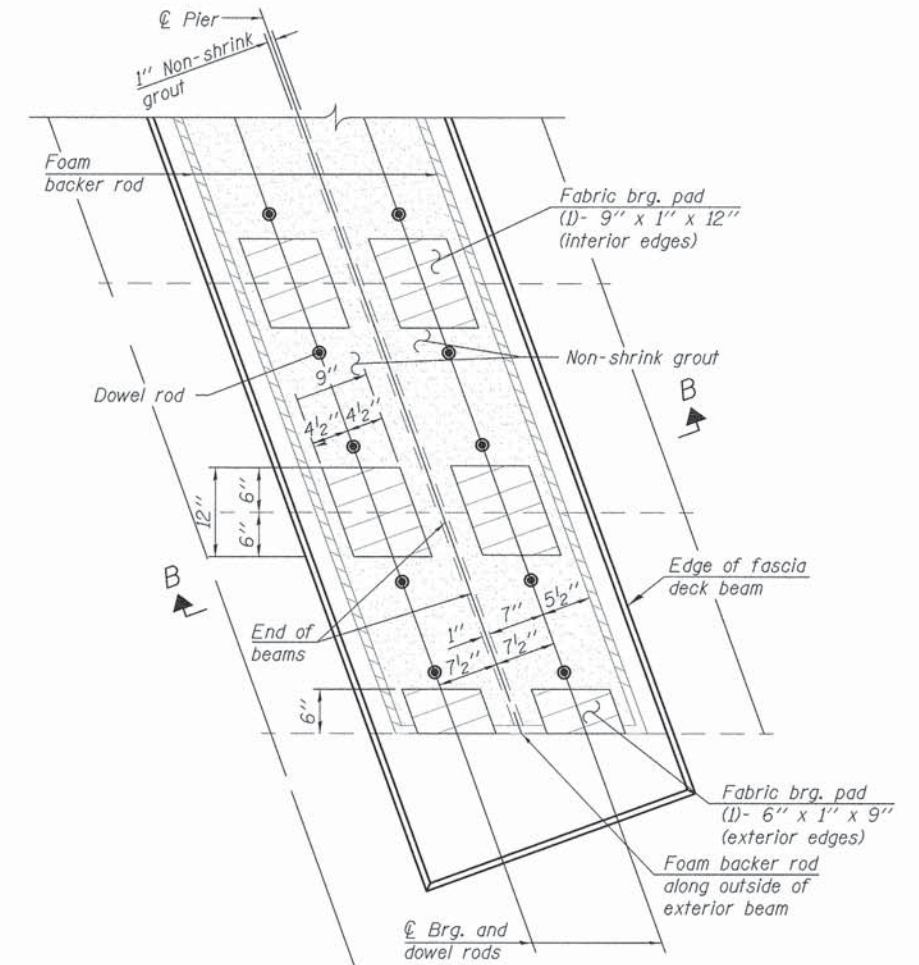 ℄ Pier
1" Non-shrink
grout
Foam
backer rod
Fabric brg. pad
(1)- 9" x 1" x 12"
(interior edges)
Non-shrink grout
Dowel rod
9"
4½" 4½"
B
12"
6"
6"
B
Edge of fascia
deck beam
End of
beams
1"
7"
5½"
7½"
7½"
6"
Fabric brg. pad
(1)- 6" x 1" x 9"
(exterior edges)
Foam backer rod
along outside of
exterior beam
℄ Brg. and
dowel rods